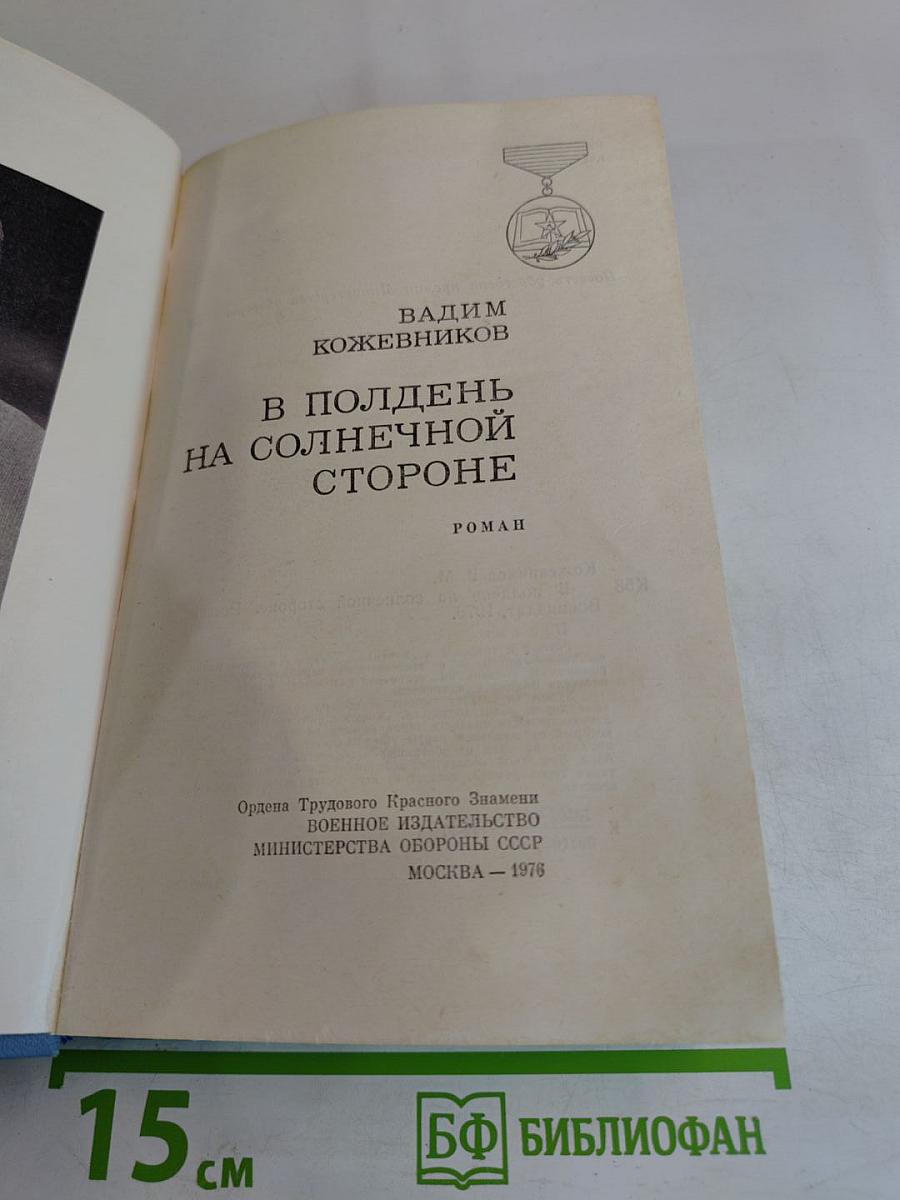 ВАДИМ
КОЖЕВНИКОВ
В ПОЛДЕНЬ
НА СОЛНЕЧНОЙ
СТОРОНЕ
РОМАН
Ордена Трудового Красного Знамени
ВОЕННОЕ ИЗДАТЕЛЬСТВО
МИНИСТЕРСТВА ОБОРОНЫ СССР
МОСКВА — 1976
15 см
БФ БИБЛИОФАН